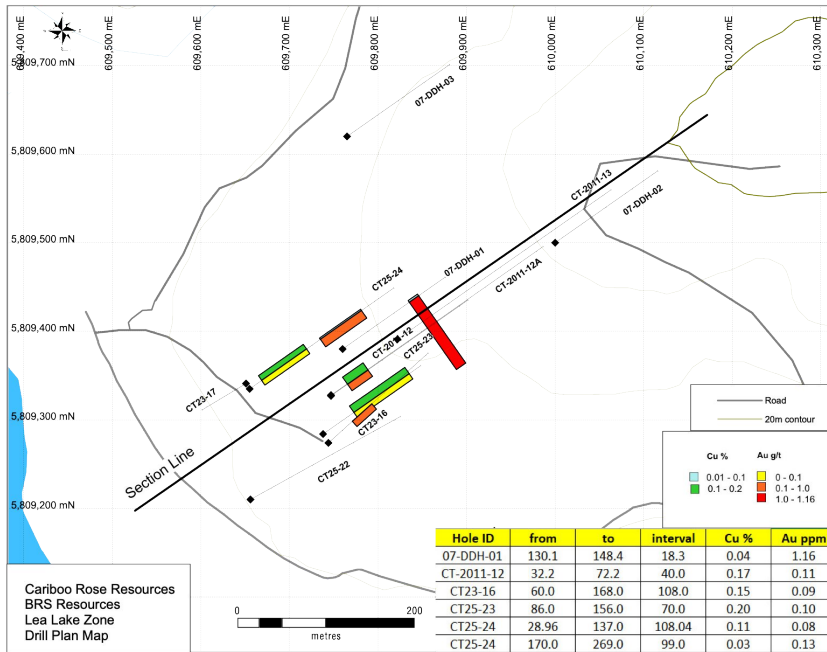 609,400 mE
609,500 mE
609,600 mE
609,700 mE
609,800 mE
609,900 mE
610,000 mE
610,100 mE
610,200 mE
610,300 mE
5,809,700 mN
07-DDH-03
5,809,600 mN
CT-2011-13
07-DDH-02
5,809,500 mN
CT-2011-12A
07-DDH-01
CT25-24
5,809,400 mN
CT-2011-12
CT25-23
CT23-17
5,809,300 mN
CT23-16
CT25-22
Section Line
5,809,200 mN
Road
20m contour
Cu % Au g/t
0.01 - 0.1 0 - 0.1
0.1 - 0.2 0.1 - 1.0
1.0 - 1.16
Cariboo Rose Resources
BRS Resources
Lea Lake Zone
Drill Plan Map
0 200
metres
Hole ID from to interval Cu % Au ppm
07-DDH-01 130.1 148.4 18.3 0.04 1.16
CT-2011-12 32.2 72.2 40.0 0.17 0.11
CT23-16 60.0 168.0 108.0 0.15 0.09
CT25-23 86.0 156.0 70.0 0.20 0.10
CT25-24 28.96 137.0 108.04 0.11 0.08
CT25-24 170.0 269.0 99.0 0.03 0.13